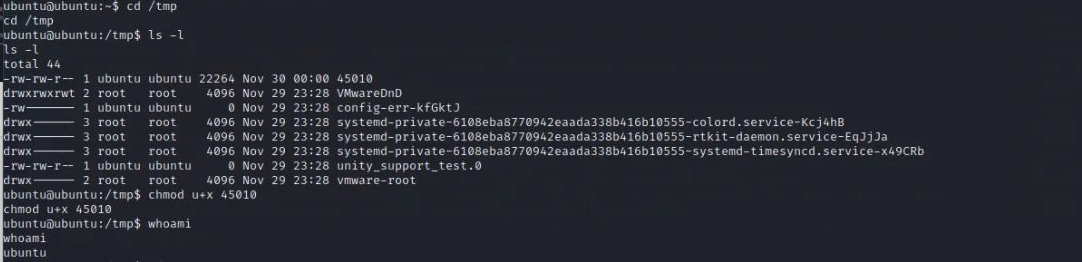 ubuntu@ubuntu:~$ cd /tmp
cd /tmp
ubuntu@ubuntu:/tmp$ ls -l
ls -l
total 44
-rw-rw-r-- 1 ubuntu ubuntu 22264 Nov 30 00:00 45010
drwxrwxrwt 2 root   root    4096 Nov 29 23:28 VMwareDnD
-rw------- 1 ubuntu ubuntu     0 Nov 29 23:28 config-err-kfGktJ
drwx------ 3 root   root    4096 Nov 29 23:28 systemd-private-6108eba8770942eaada338b416b10555-colord.service-Kcj4hB
drwx------ 3 root   root    4096 Nov 29 23:28 systemd-private-6108eba8770942eaada338b416b10555-rtkit-daemon.service-EqJjJa
drwx------ 3 root   root    4096 Nov 29 23:28 systemd-private-6108eba8770942eaada338b416b10555-systemd-timesyncd.service-x49CRb
-rw-rw-r-- 1 ubuntu ubuntu     0 Nov 29 23:28 unity_support_test.0
drwx------ 2 root   root    4096 Nov 29 23:28 vmware-root
ubuntu@ubuntu:/tmp$ chmod u+x 45010
chmod u+x 45010
ubuntu@ubuntu:/tmp$ whoami
whoami
ubuntu